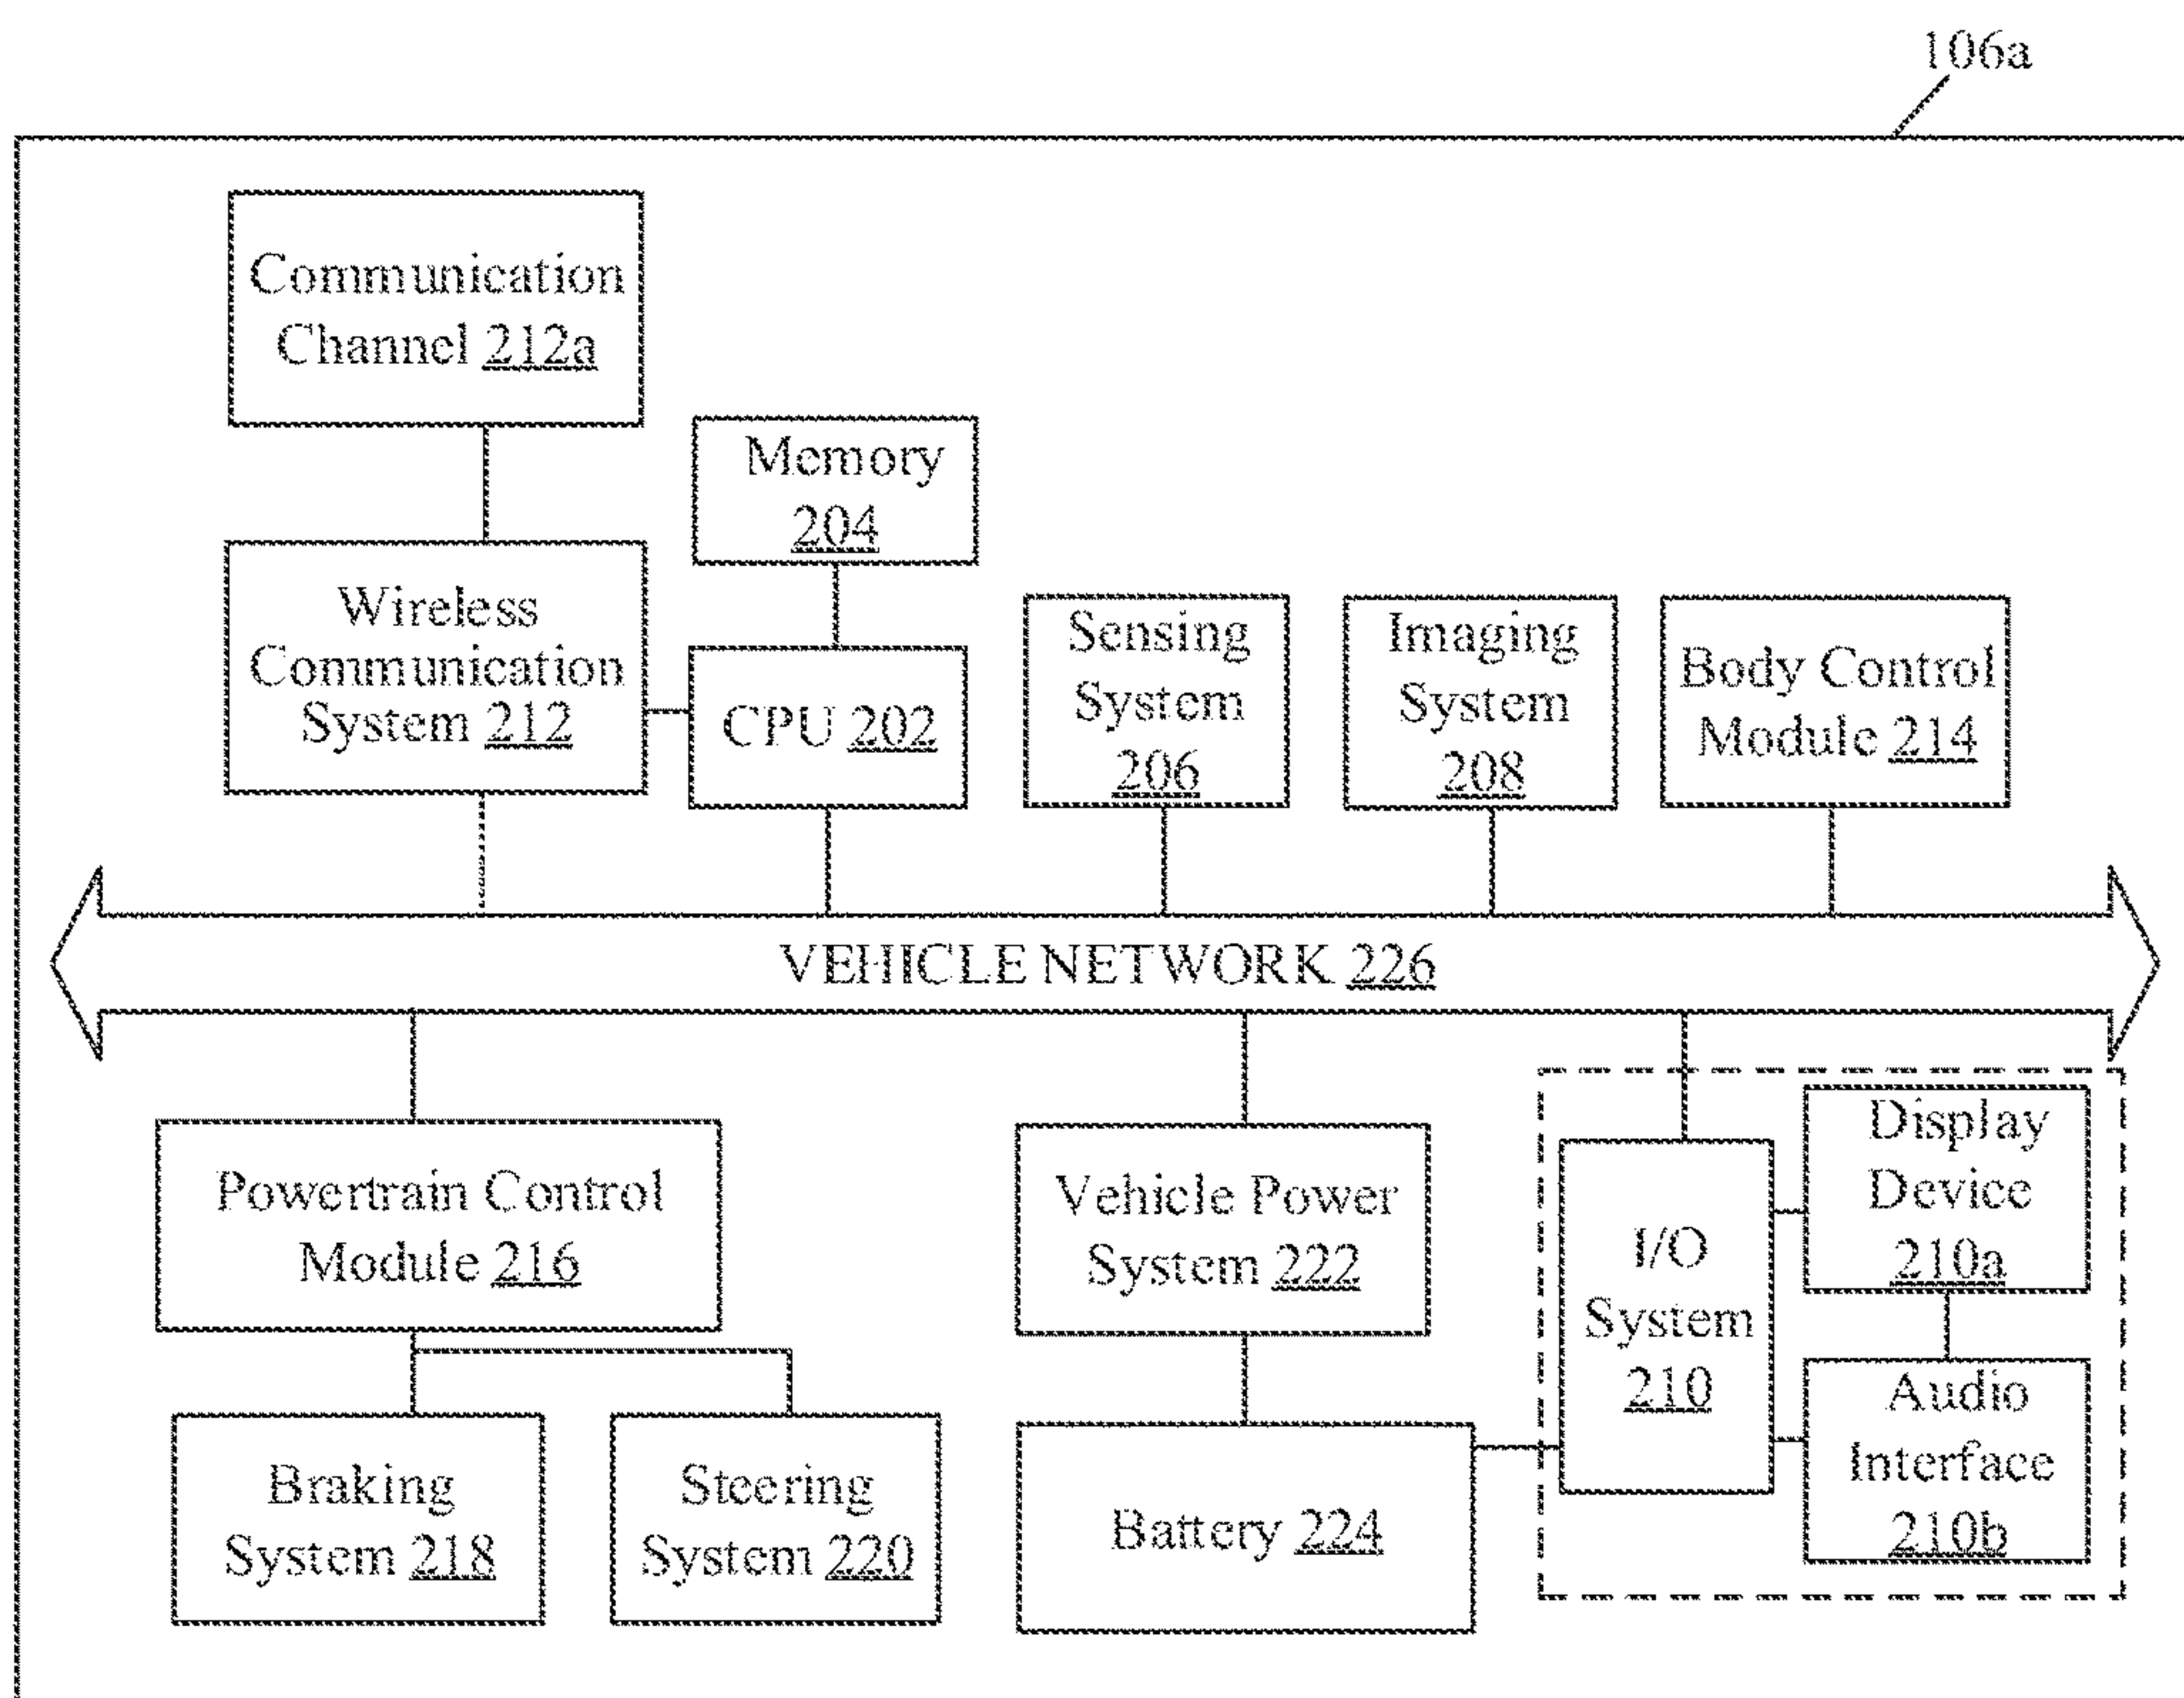 106a
Communication
Channel 212a
Memory
204
Wireless
Communication
System 212
CPU 202
Sensing
System
206
Imaging
System
208
Body Control
Module 214
VEHICLE NETWORK 226
Powertrain Control
Module 216
Vehicle Power
System 222
I/O
System
210
Display
Device
210a
Audio
Interface
210b
Braking
System 218
Steering
System 220
Battery 224